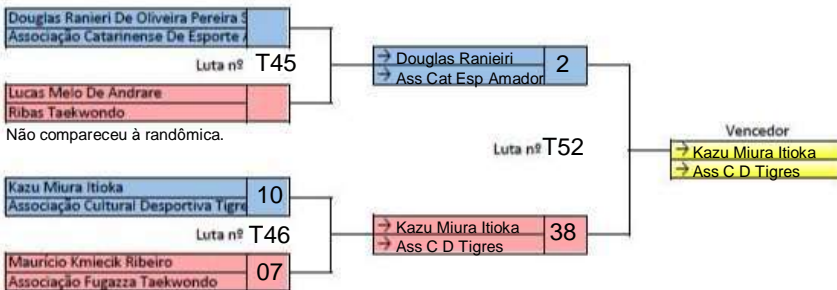 Douglas Ranieri De Oliveira Pereira S
Associação Catarinense De Esporte A
Luta nº T45
Lucas Melo De Andrare
Ribas Taekwondo
Não compareceu à randômica.
→ Douglas Ranieiri 2
→ Ass Cat Esp Amador
Luta nº T52
Vencedor
→ Kazu Miura Itioka
→ Ass C D Tigres
Kazu Miura Itioka 10
Associação Cultural Desportiva Tigre
Luta nº T46
Maurício Kmiecik Ribeiro 07
Associação Fugazza Taekwondo
→ Kazu Miura Itioka 38
→ Ass C D Tigres